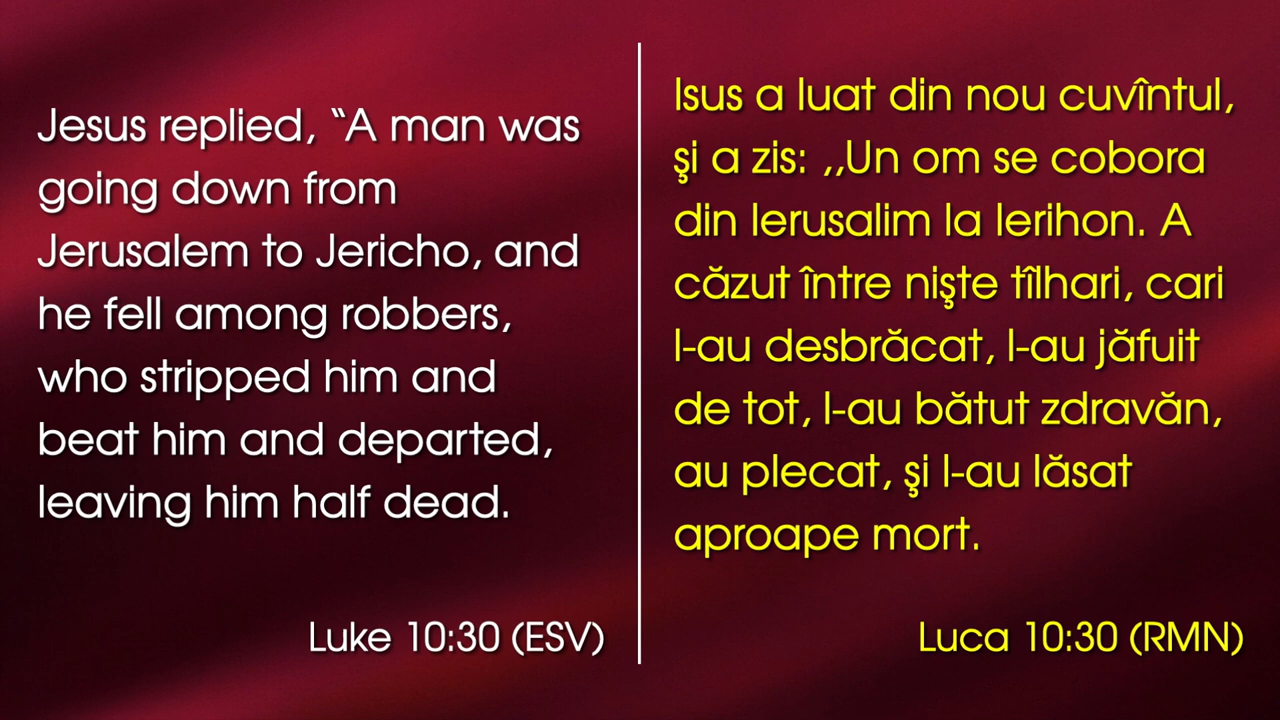 Jesus replied, “A man was
going down from
Jerusalem to Jericho, and
he fell among robbers,
who stripped him and
beat him and departed,
leaving him half dead.
Luke 10:30 (ESV)
Isus a luat din nou cuvîntul,
şi a zis: ,,Un om se cobora
din Ierusalim la Ierihon. A
căzut între nişte tîlhari, cari
l-au desbrăcat, l-au jăfuit
de tot, l-au bătut zdravăn,
au plecat, şi l-au lăsat
aproape mort.
Luca 10:30 (RMN)